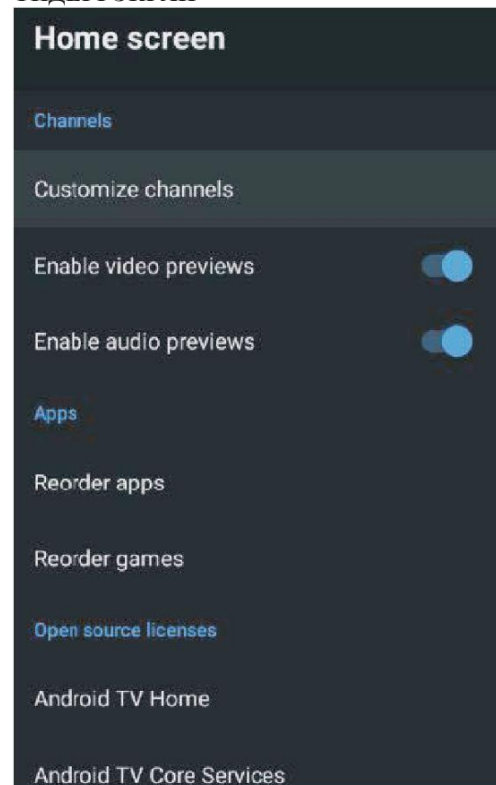 Home screen
Channels
Customize channels
Enable video previews
Enable audio previews
Apps
Reorder apps
Reorder games
Open source licenses
Android TV Home
Android TV Core Services